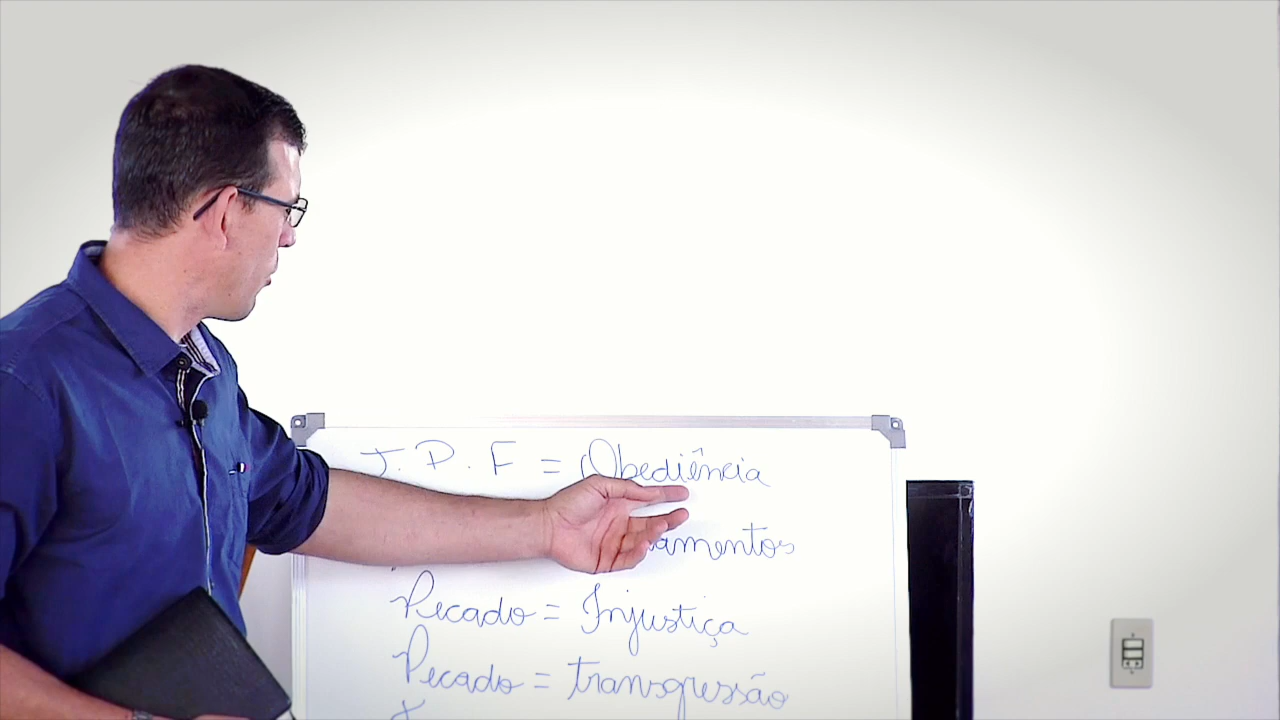 J. P. F = Obediência
amentos
Pecado = Injustiça
Pecado = transgressão